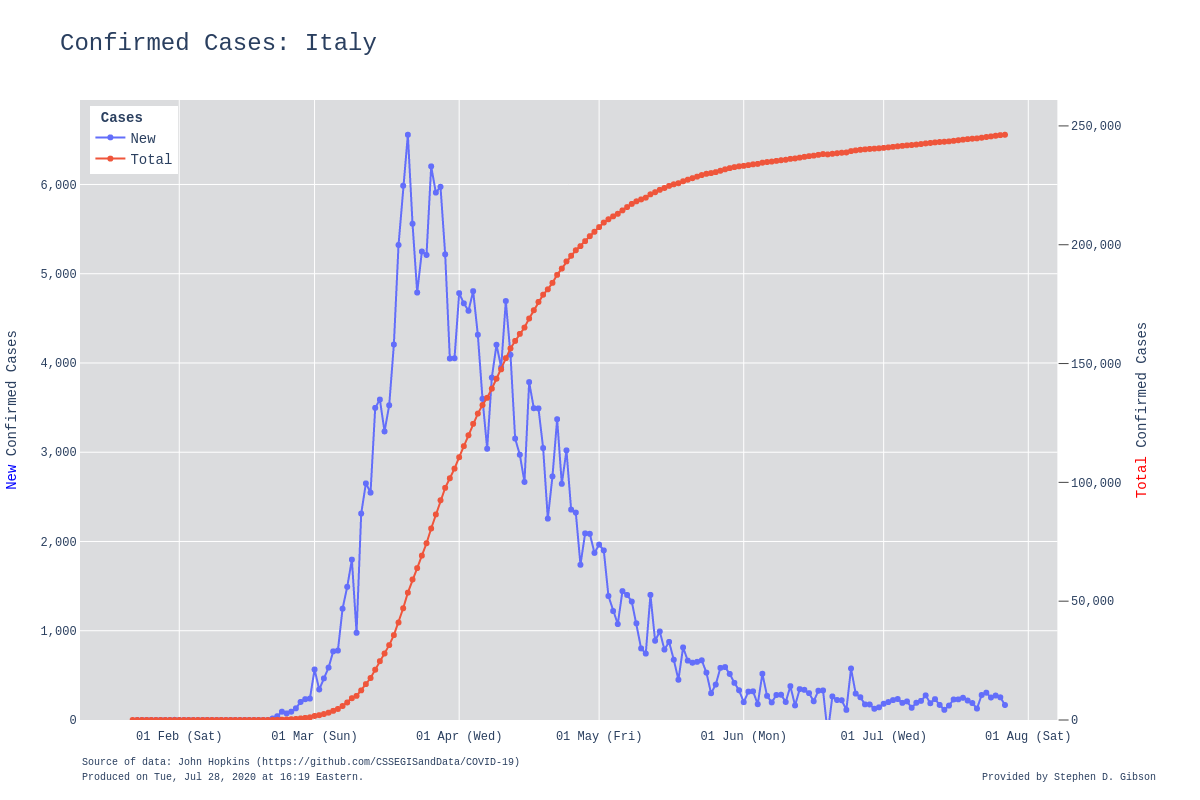 Confirmed Cases: Italy
Cases
New
Total
6,000
5,000
4,000
3,000
2,000
1,000
0
250,000
200,000
150,000
100,000
50,000
0
New Confirmed Cases
Total Confirmed Cases
01 Feb (Sat) 01 Mar (Sun) 01 Apr (Wed) 01 May (Fri) 01 Jun (Mon) 01 Jul (Wed) 01 Aug (Sat)
Source of data: John Hopkins (https://github.com/CSSEGISandData/COVID-19)
Produced on Tue, Jul 28, 2020 at 16:19 Eastern.
Provided by Stephen D. Gibson